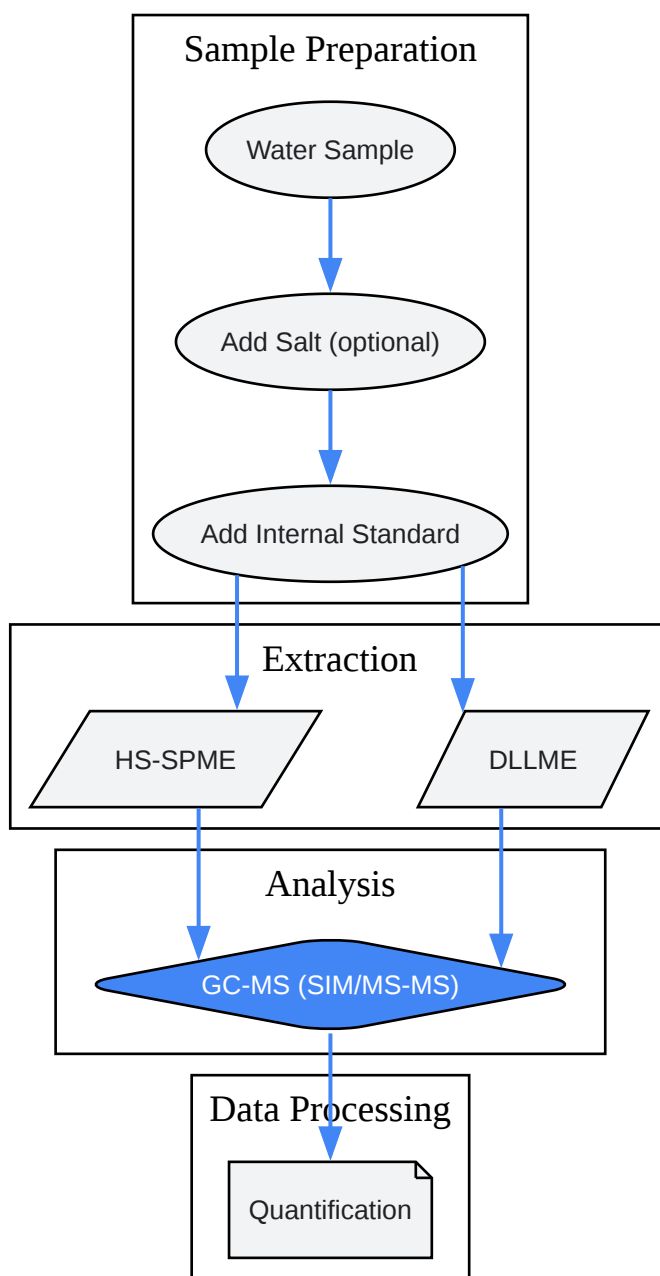 Sample Preparation
Water Sample
Add Salt (optional)
Add Internal Standard
Extraction
HS-SPME
DLLME
Analysis
GC-MS (SIM/MS-MS)
Data Processing
Quantification